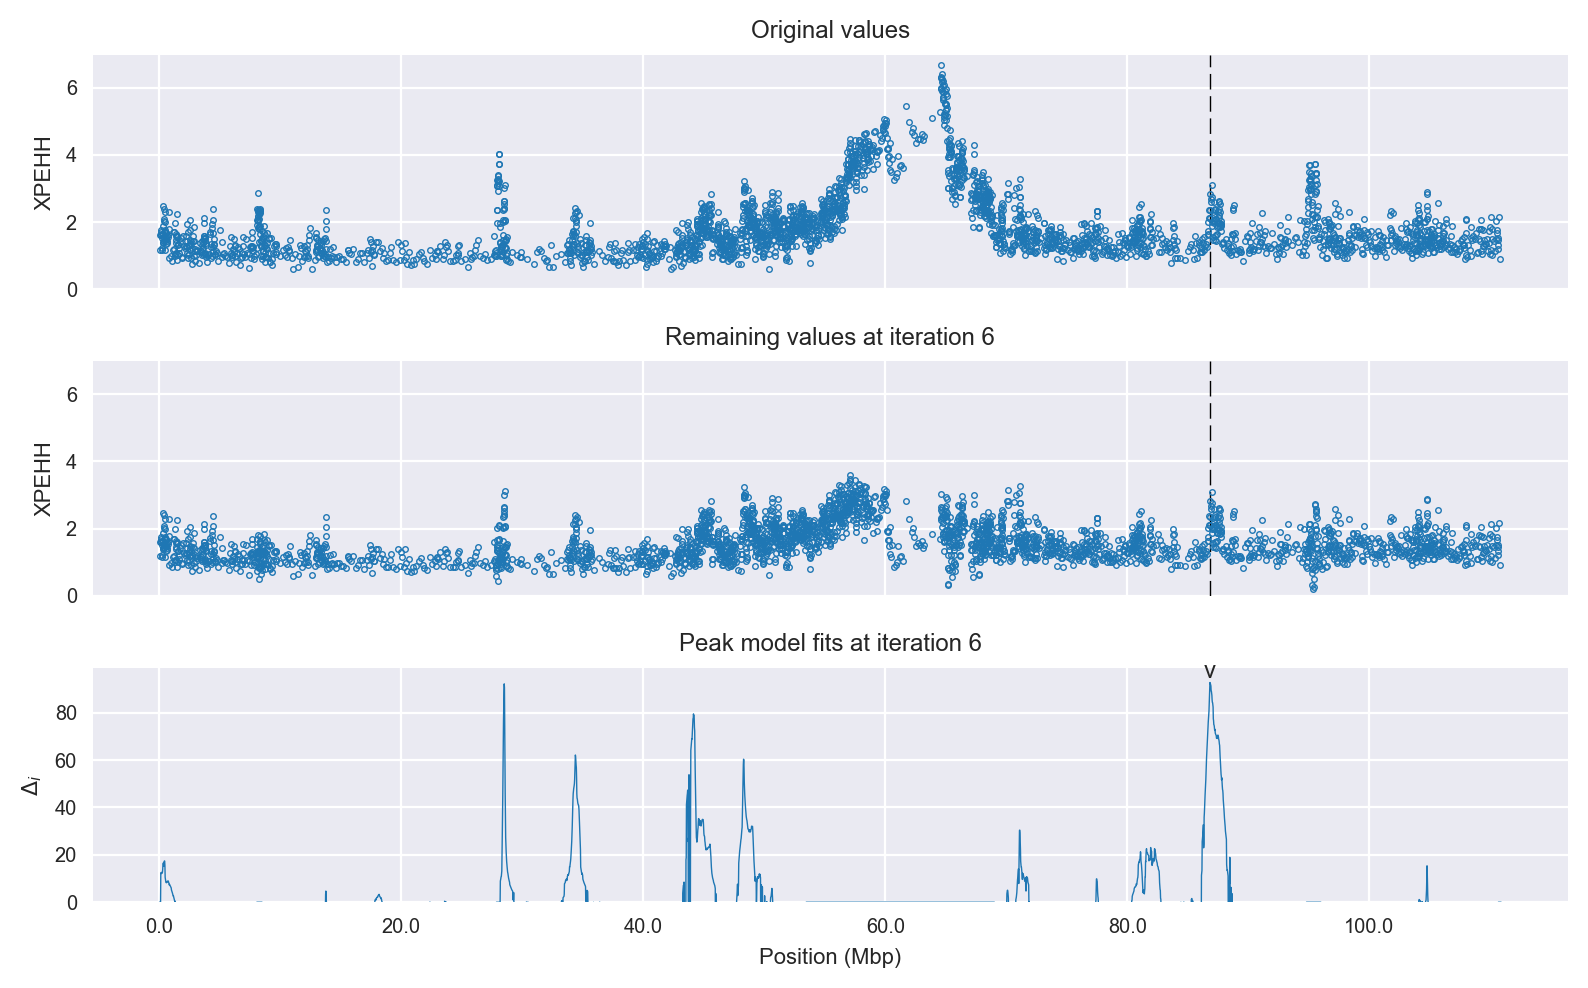 Original values
6
4
2
0
XPEHH
Remaining values at iteration 6
6
4
2
0
XPEHH
Peak model fits at iteration 6
v
80
60
40
20
0
Δi
0.0 20.0 40.0 60.0 80.0 100.0
Position (Mbp)